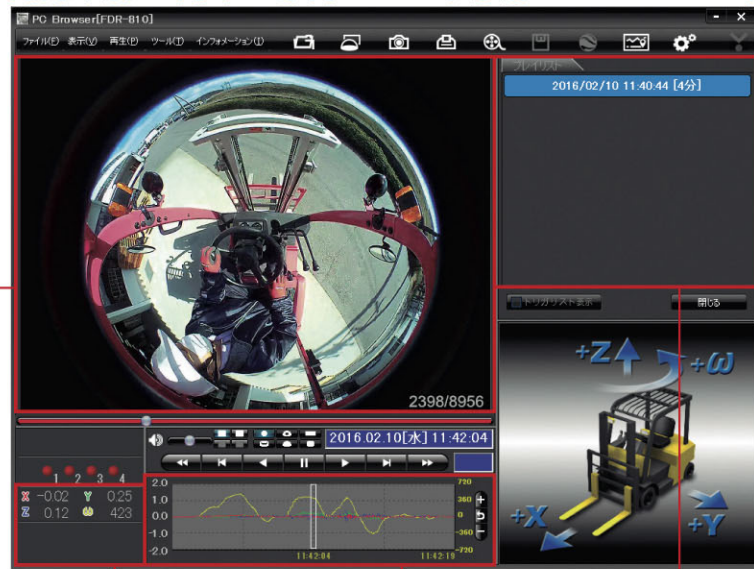 PC Browser[FDR-810]
ファイル(F) 表示(V) 再生(P) ツール(T) インフォメーション(I)
プレイリスト
2016/02/10 11:40:44 [4分]
2398/8956
トリガリスト表示 閉じる
+Z +ω
+X +Y
2016.02.10[水] 11:42:04
1 2 3 4
X -0.02 Y 0.25
Z 0.12 ω 423
2.0 720
1.0 360
0.0 0
-1.0 -360
-2.0 -720
11:42:04 11:42:19